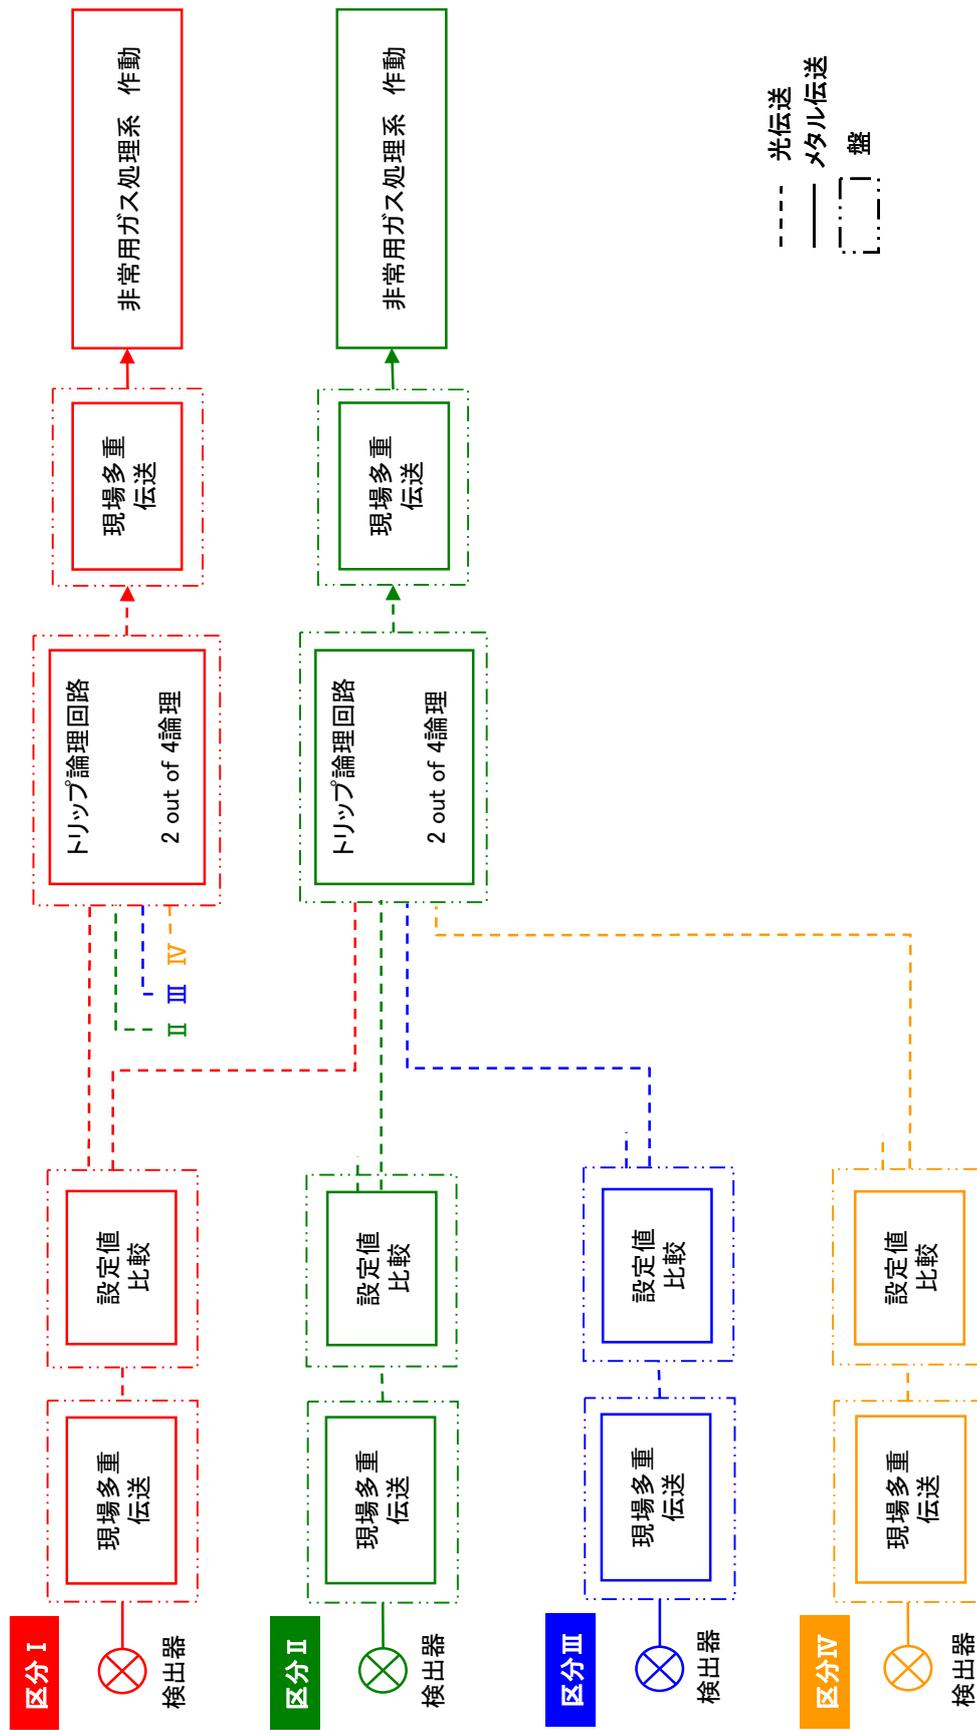 区分Ⅰ
検出器
現場多重
伝送
設定値
比較
トリップ論理回路
2 out of 4論理
現場多重
伝送
非常用ガス処理系 作動
Ⅱ
Ⅲ
Ⅳ
区分Ⅱ
検出器
現場多重
伝送
設定値
比較
トリップ論理回路
2 out of 4論理
現場多重
伝送
非常用ガス処理系 作動
区分Ⅲ
検出器
現場多重
伝送
設定値
比較
区分Ⅳ
検出器
現場多重
伝送
設定値
比較
光伝送
メタル伝送
盤